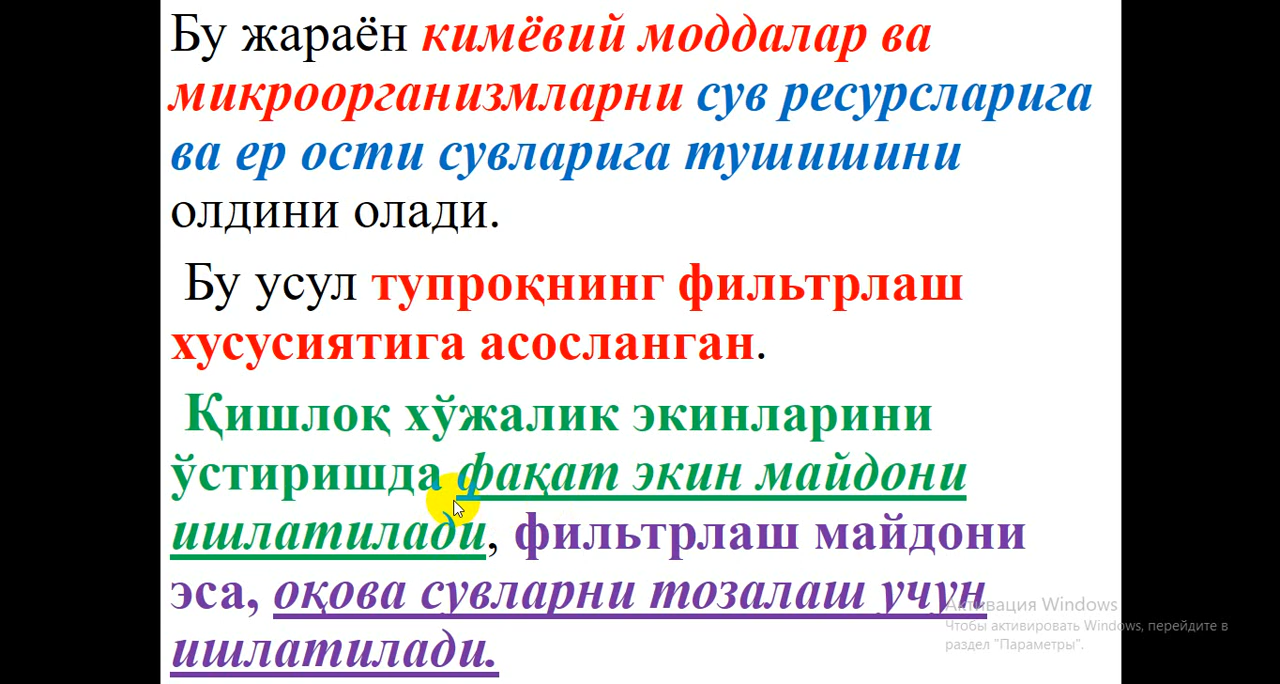 Бу жараён кимёвий моддалар ва
микроорганизмларни сув ресурсларига
ва ер ости сувларига тушишини
олдини олади.
Бу усул тупроқнинг фильтрлаш
хусусиятига асосланган.
Қишлоқ хўжалик экинларини
ўстиришда фақат экин майдони
ишлатилади, фильтрлаш майдони
эса, оқова сувларни тозалаш учун
ишлатилади.
Активация Windows
Чтобы активировать Windows, перейдите в
раздел "Параметры".